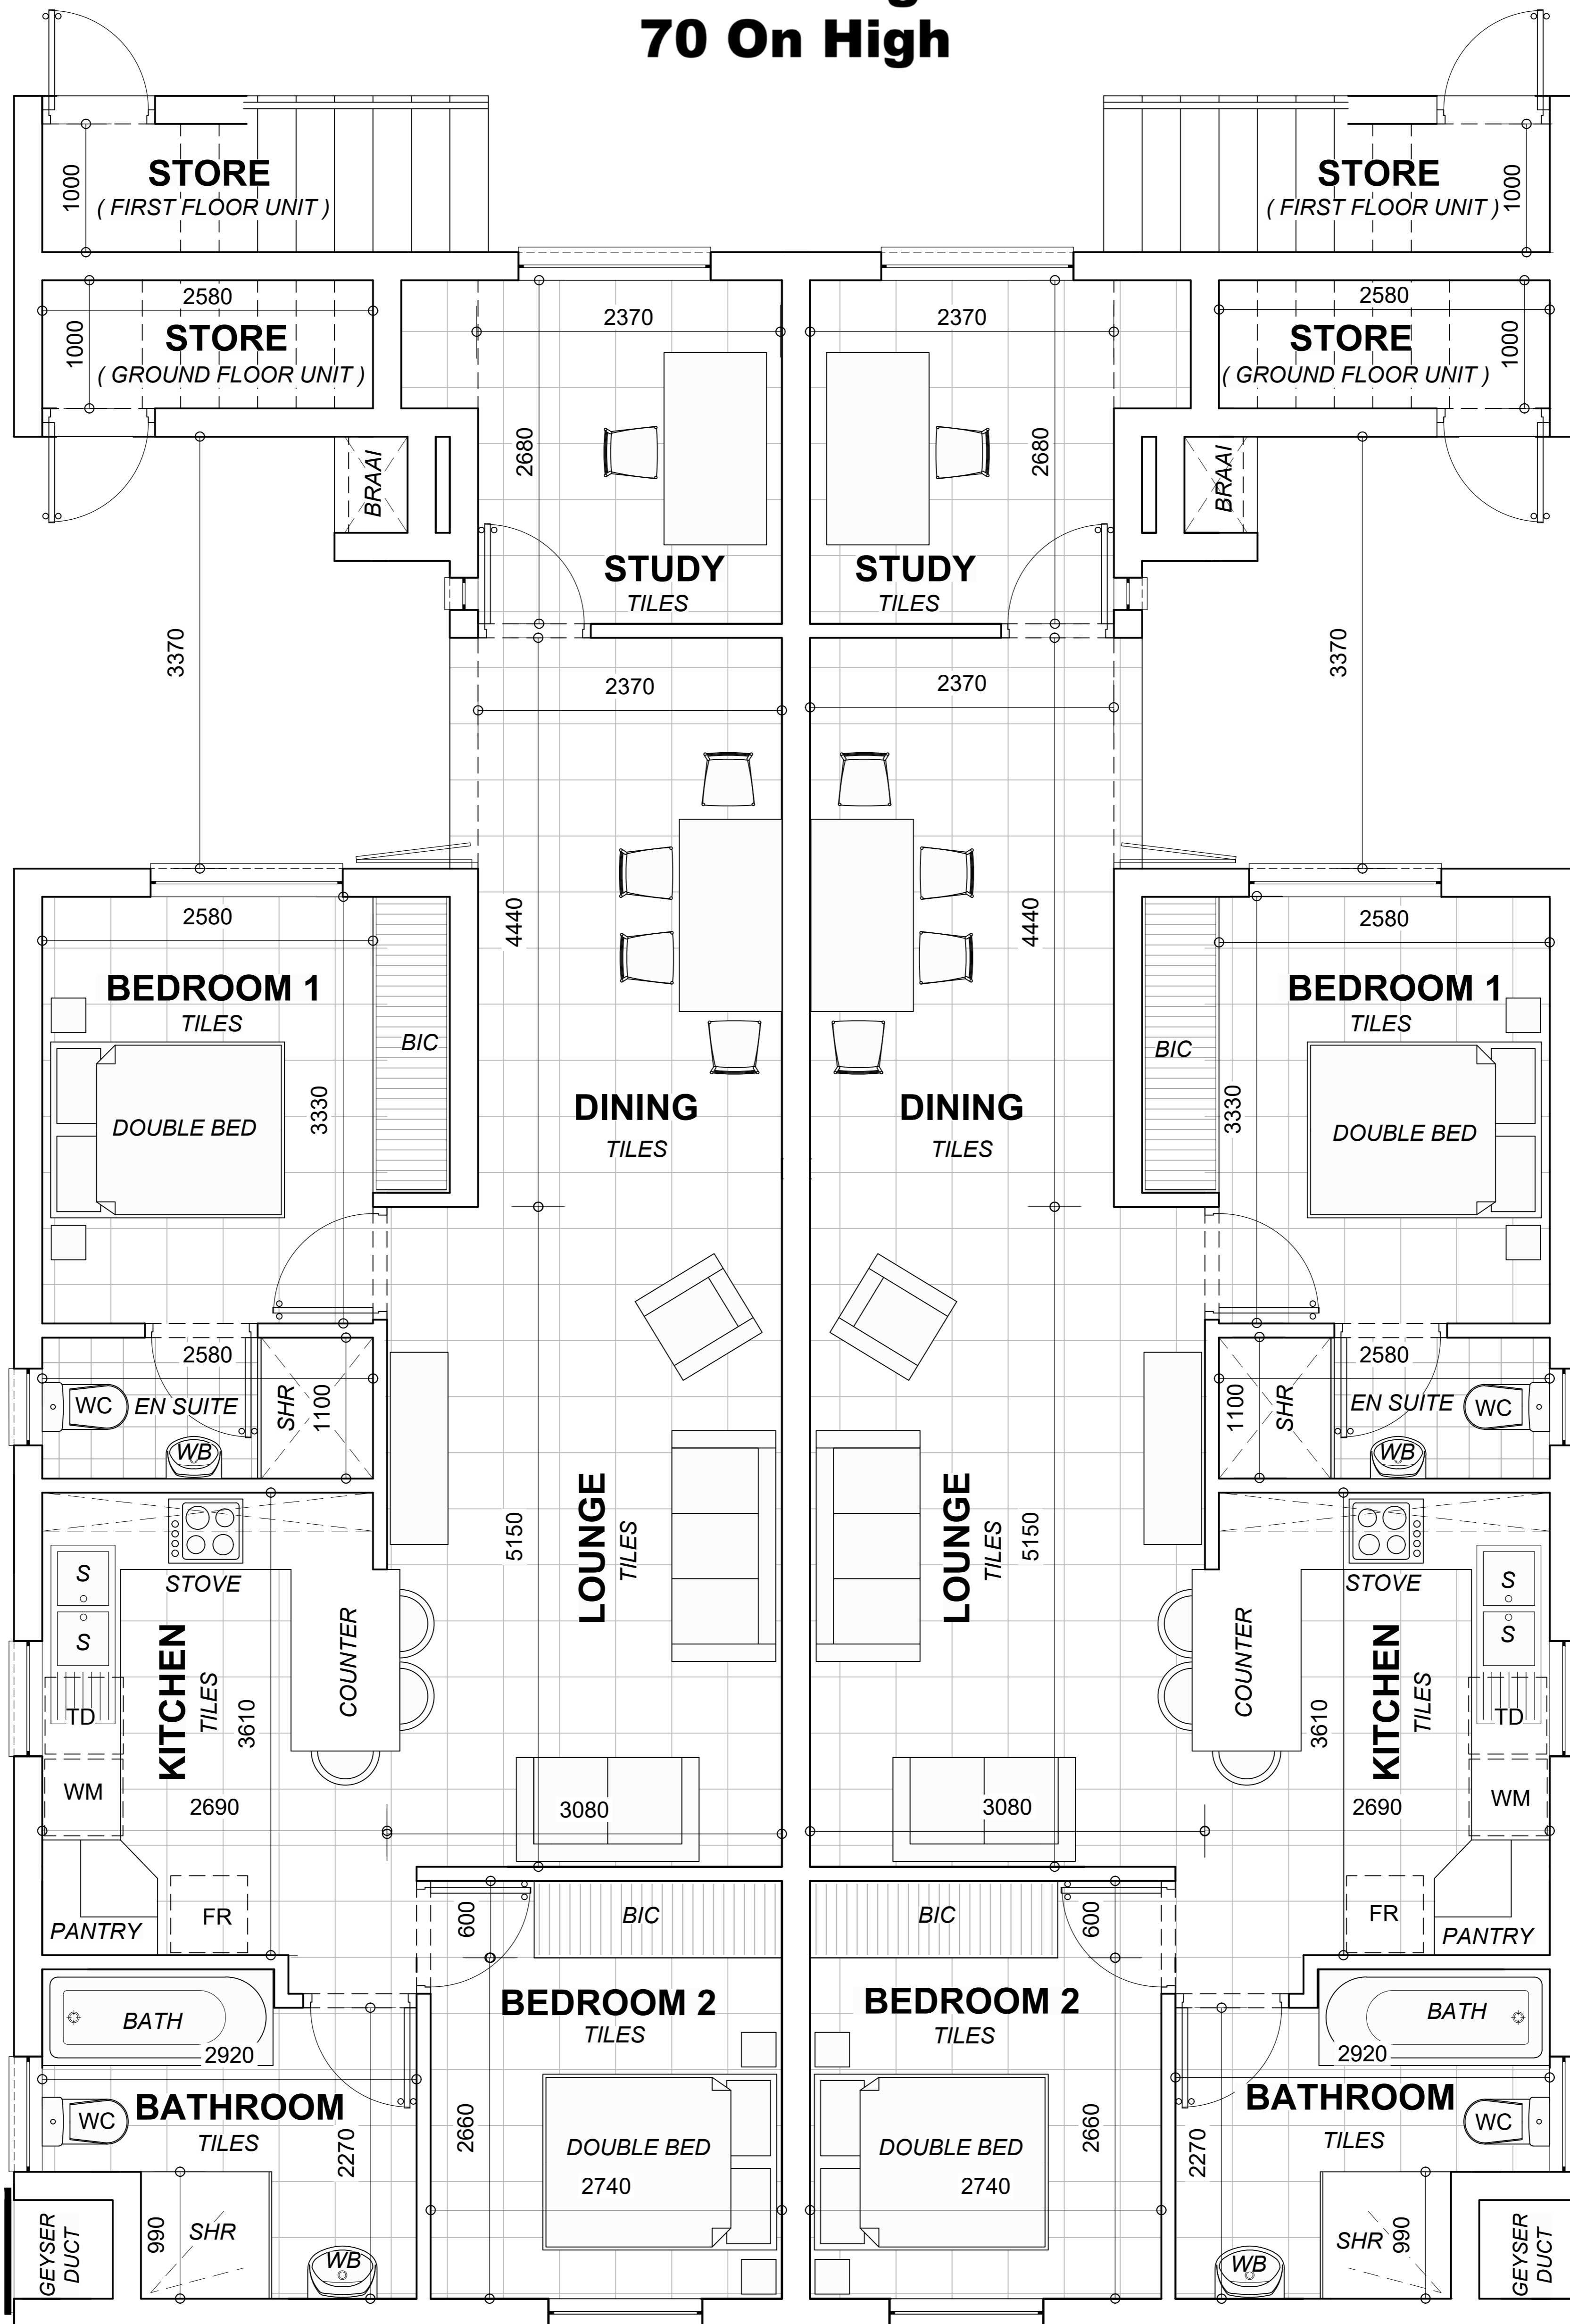 70 On High
STORE
( FIRST FLOOR UNIT )
1000
STORE
( FIRST FLOOR UNIT )
1000
2580
STORE
( GROUND FLOOR UNIT )
1000
2370
2370
2580
STORE
( GROUND FLOOR UNIT )
1000
BRAAI
2680
STUDY
TILES
2680
STUDY
TILES
BRAAI
3370
2370
2370
3370
2580
BEDROOM 1
TILES
DOUBLE BED
3330
BIC
4440
DINING
TILES
4440
DINING
TILES
BIC
2580
BEDROOM 1
TILES
DOUBLE BED
3330
2580
WC
EN SUITE
WB
SHR
1100
2580
WC
EN SUITE
WB
SHR
1100
S
S
STOVE
KITCHEN
TILES
3610
COUNTER
TD
WM
2690
PANTRY
FR
5150
LOUNGE
TILES
3080
LOUNGE
TILES
5150
3080
COUNTER
3610
STOVE
KITCHEN
TILES
S
S
TD
WM
2690
FR
PANTRY
600
BIC
BIC
600
BATH
2920
WC
BATHROOM
TILES
2270
990
SHR
WB
GEYSER
DUCT
BEDROOM 2
TILES
2660
DOUBLE BED
2740
BEDROOM 2
TILES
2660
DOUBLE BED
2740
BATH
2920
BATHROOM
TILES
WC
2270
WB
SHR
990
GEYSER
DUCT